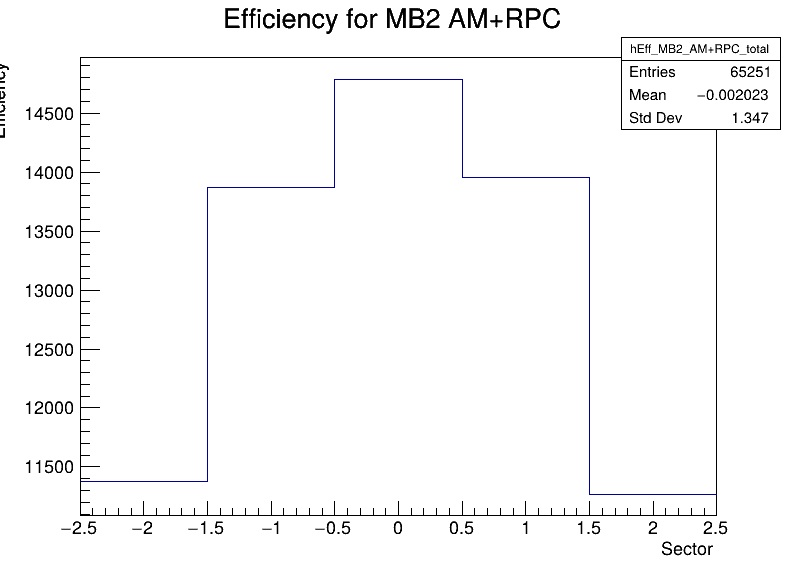 Efficiency for MB2 AM+RPC
hEff_MB2_AM+RPC_total
Entries 65251
Mean −0.002023
Std Dev 1.347
Efficiency
14500
14000
13500
13000
12500
12000
11500
−2.5 −2 −1.5 −1 −0.5 0 0.5 1 1.5 2 2.5
Sector